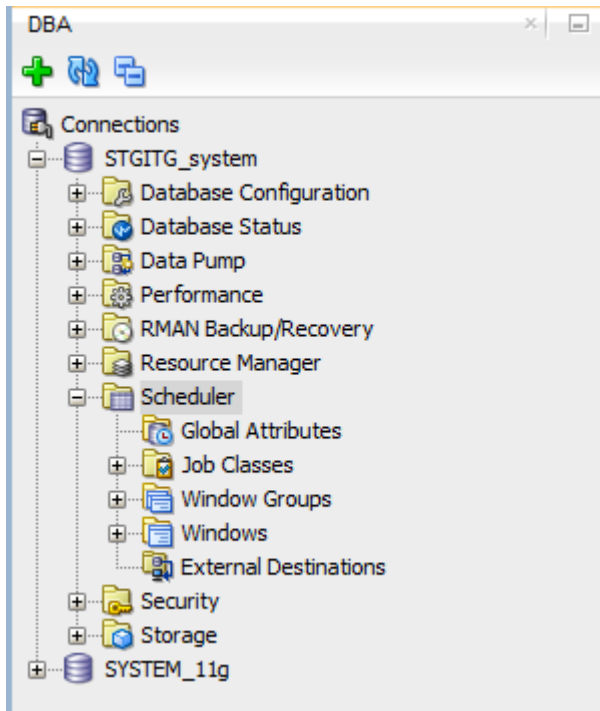 DBA
Connections
STGITG_system
Database Configuration
Database Status
Data Pump
Performance
RMAN Backup/Recovery
Resource Manager
Scheduler
Global Attributes
Job Classes
Window Groups
Windows
External Destinations
Security
Storage
SYSTEM_11g